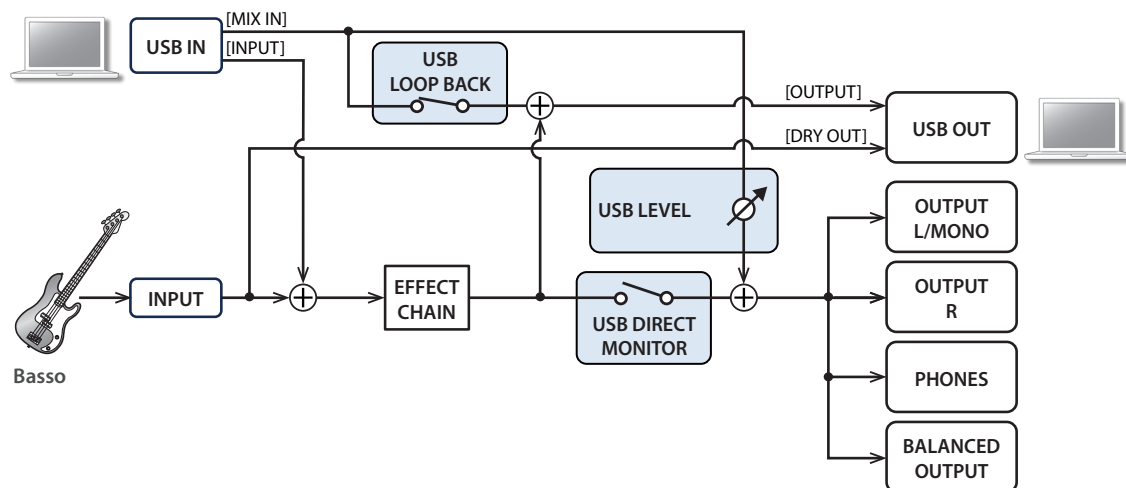 [MIX IN]
USB IN
[INPUT]
USB
LOOP BACK
[OUTPUT]
USB OUT
[DRY OUT]
USB LEVEL
OUTPUT
L/MONO
INPUT
EFFECT
CHAIN
OUTPUT
R
USB DIRECT
MONITOR
Basso
PHONES
BALANCED
OUTPUT